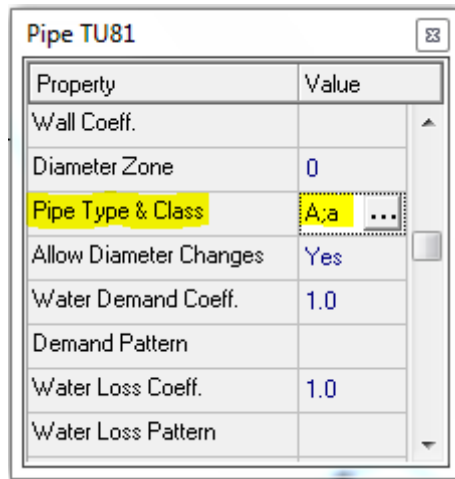 Pipe TU81
Property Value
Wall Coeff.
Diameter Zone 0
Pipe Type & Class A;a ...
Allow Diameter Changes Yes
Water Demand Coeff. 1.0
Demand Pattern
Water Loss Coeff. 1.0
Water Loss Pattern